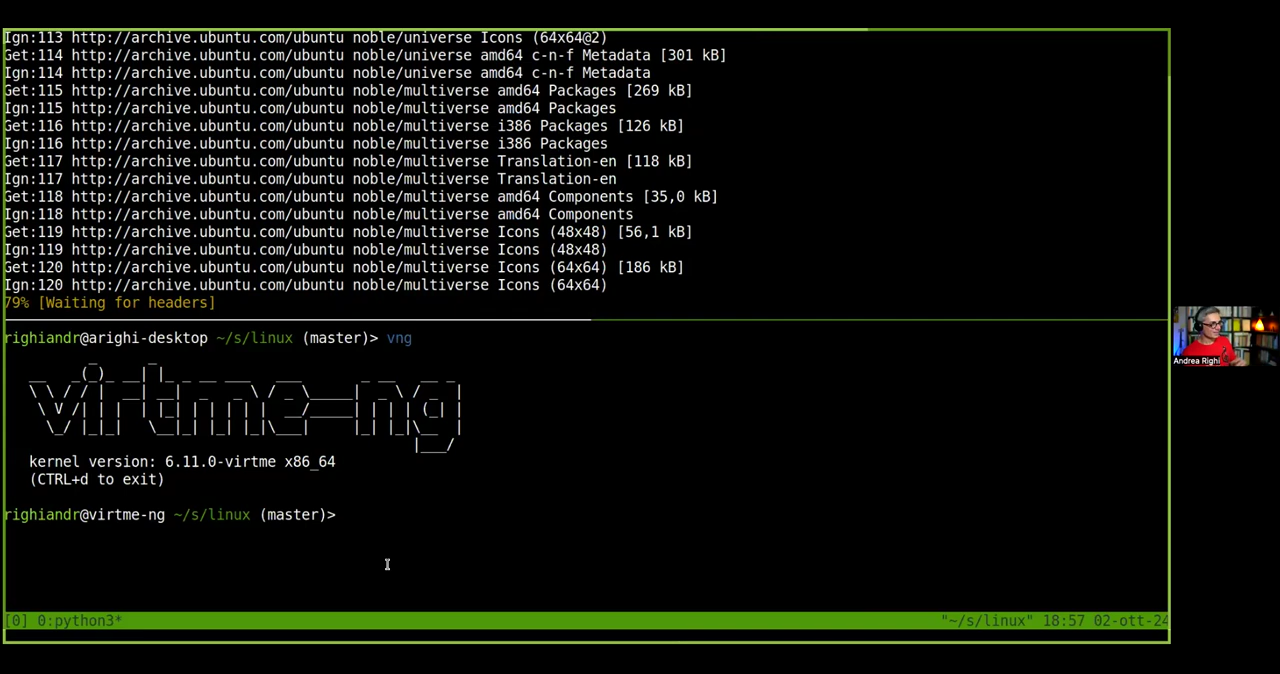 Ign:113 http://archive.ubuntu.com/ubuntu noble/universe Icons (64x64@2)
Get:114 http://archive.ubuntu.com/ubuntu noble/universe amd64 c-n-f Metadata [301 kB]
Ign:114 http://archive.ubuntu.com/ubuntu noble/universe amd64 c-n-f Metadata
Get:115 http://archive.ubuntu.com/ubuntu noble/multiverse amd64 Packages [269 kB]
Ign:115 http://archive.ubuntu.com/ubuntu noble/multiverse amd64 Packages
Get:116 http://archive.ubuntu.com/ubuntu noble/multiverse i386 Packages [126 kB]
Ign:116 http://archive.ubuntu.com/ubuntu noble/multiverse i386 Packages
Get:117 http://archive.ubuntu.com/ubuntu noble/multiverse Translation-en [118 kB]
Ign:117 http://archive.ubuntu.com/ubuntu noble/multiverse Translation-en
Get:118 http://archive.ubuntu.com/ubuntu noble/multiverse amd64 Components [35,0 kB]
Ign:118 http://archive.ubuntu.com/ubuntu noble/multiverse amd64 Components
Get:119 http://archive.ubuntu.com/ubuntu noble/multiverse Icons (48x48) [56,1 kB]
Ign:119 http://archive.ubuntu.com/ubuntu noble/multiverse Icons (48x48)
Get:120 http://archive.ubuntu.com/ubuntu noble/multiverse Icons (64x64) [186 kB]
Ign:120 http://archive.ubuntu.com/ubuntu noble/multiverse Icons (64x64)
79% [Waiting for headers]
righiandr@arighi-desktop ~/s/linux (master)> vng
virtme-ng
kernel version: 6.11.0-virtme x86_64
(CTRL+d to exit)
righiandr@virtme-ng ~/s/linux (master)>
[0] 0:python3* "~/s/linux" 18:57 02-ott-24
Andrea Righi